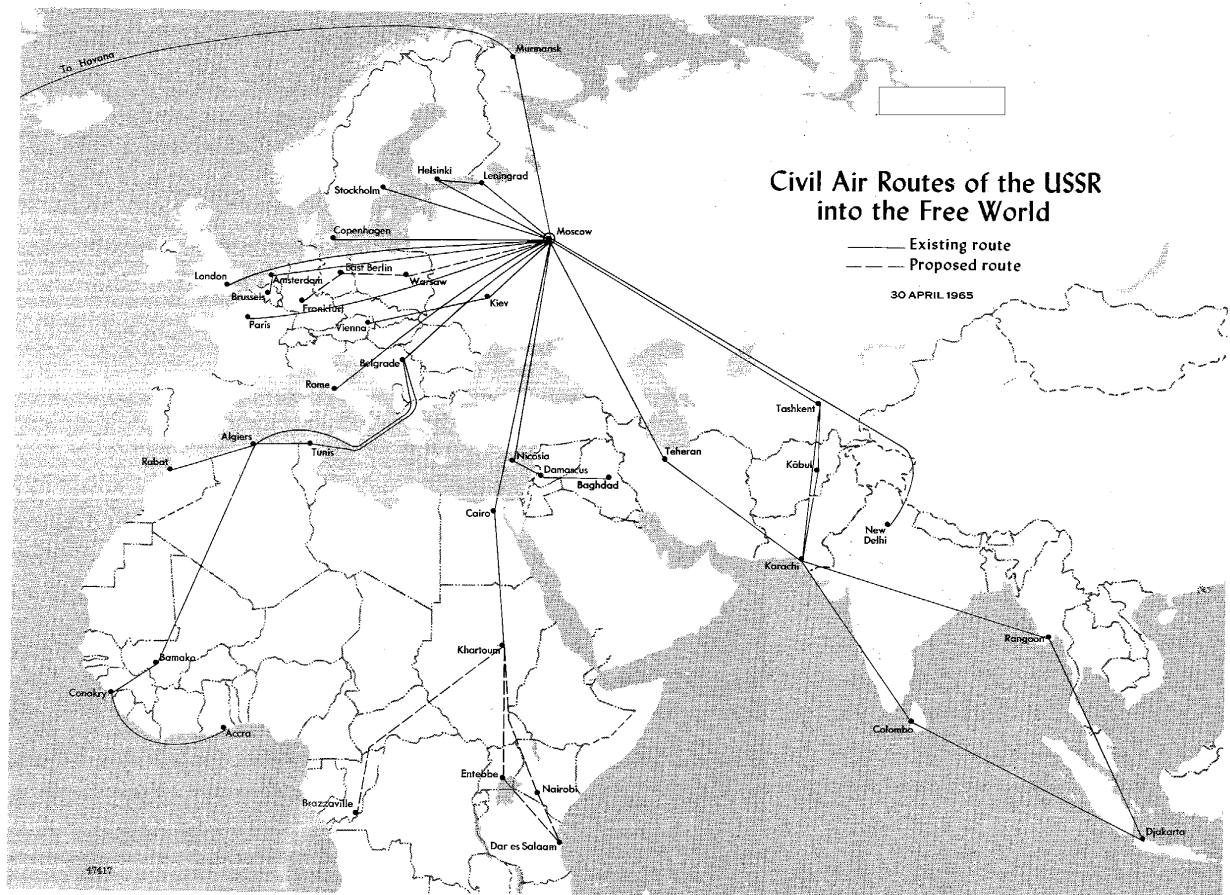 To Havana
Murmansk
Helsinki
Leningrad
Stockholm
Civil Air Routes of the USSR
into the Free World
Existing route
Proposed route
30 APRIL 1965
Copenhagen
Moscow
London
Amsterdam
East Berlin
Warsaw
Brussels
Frankfurt
Kiev
Paris
Vienna
Belgrade
Rome
Tashkent
Algiers
Tunis
Rabat
Nicosia
Damascus
Baghdad
Teheran
Kābul
Cairo
New
Delhi
Karachi
Khartoum
Bamako
Rangoon
Conakry
Accra
Colombo
Entebbe
Nairobi
Brazzaville
Dar es Salaam
Djakarta
47417